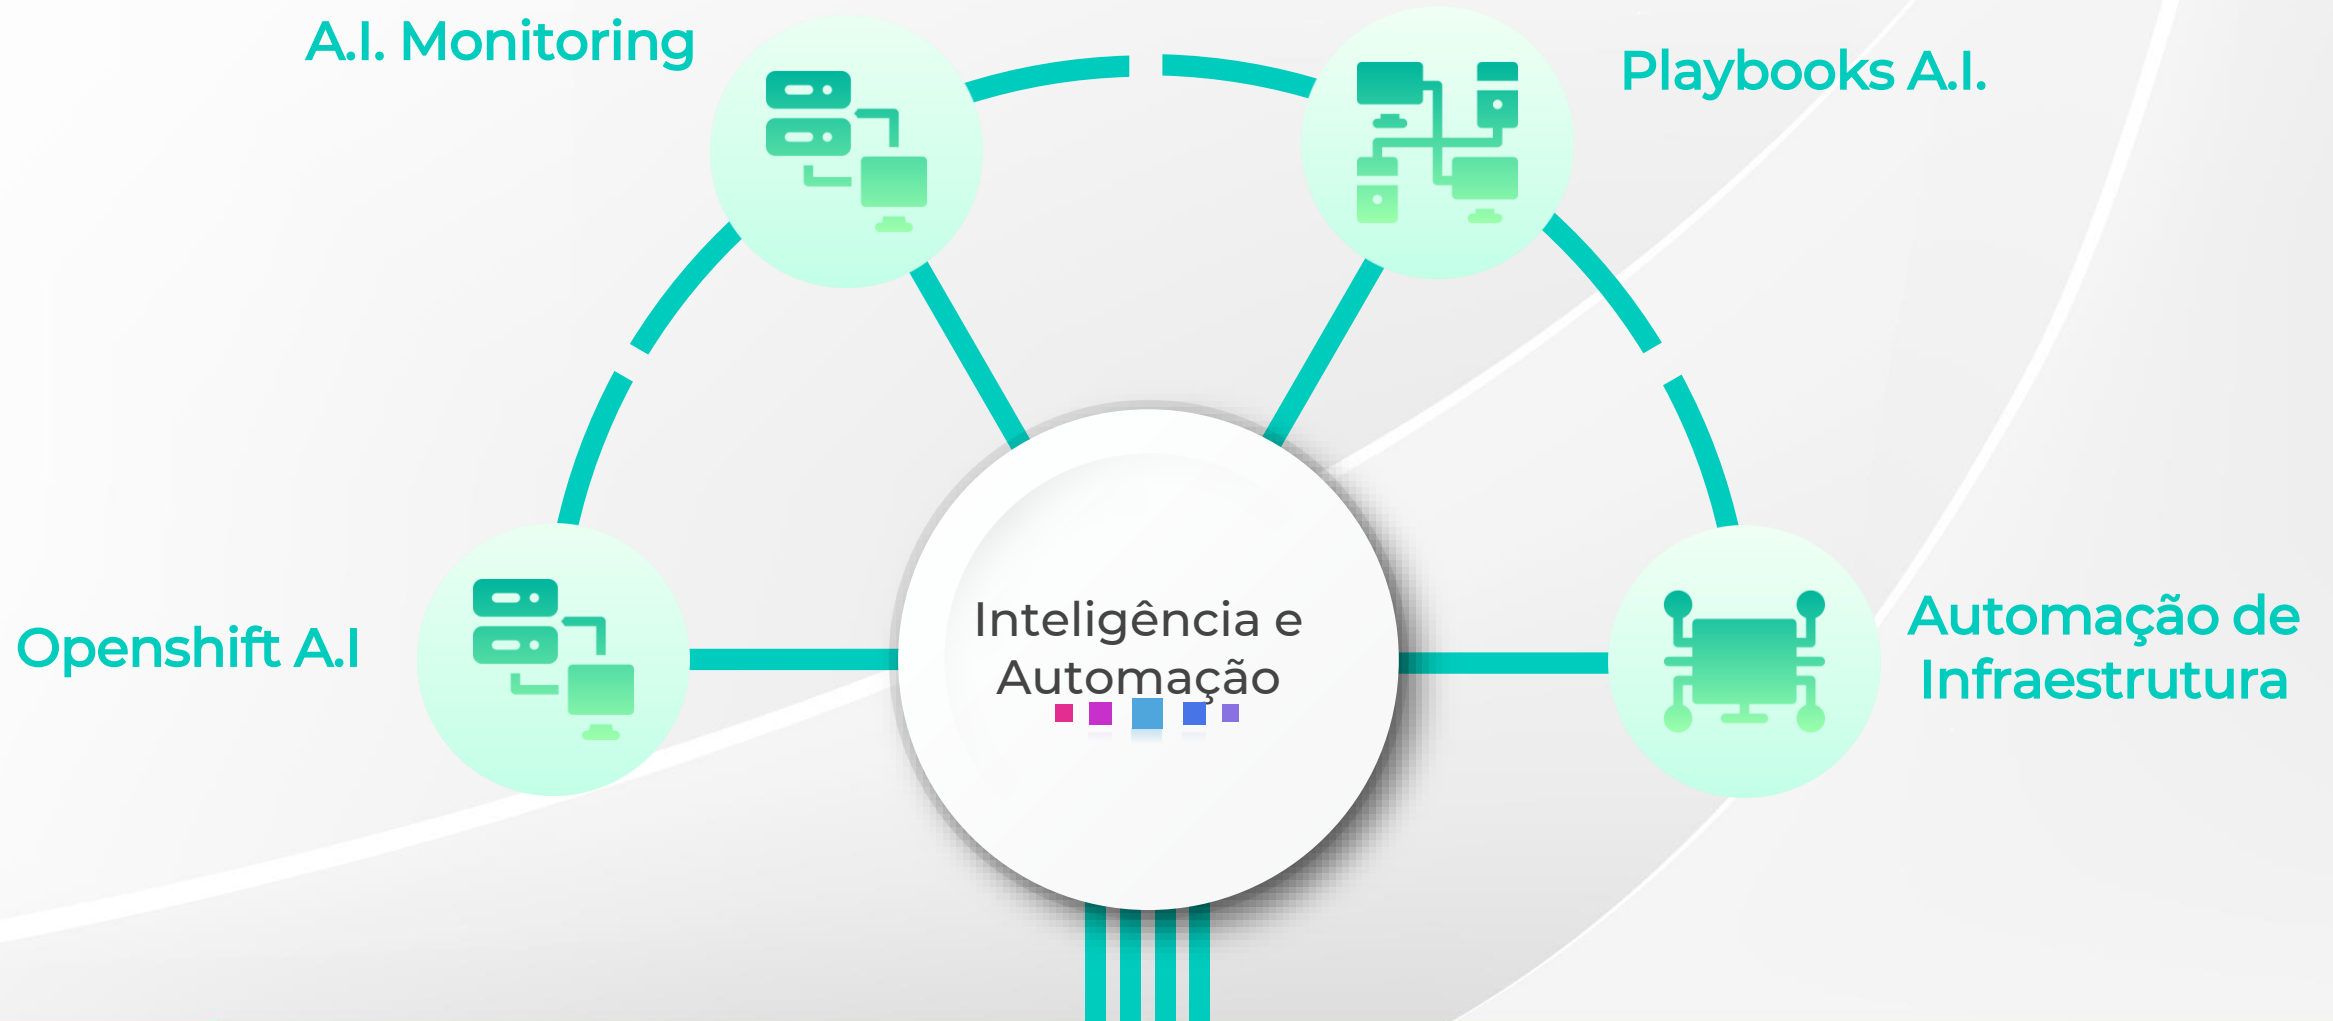 A.I. Monitoring
Playbooks A.I.
Openshift A.I
Inteligência e
Automação
Automação de
Infraestrutura